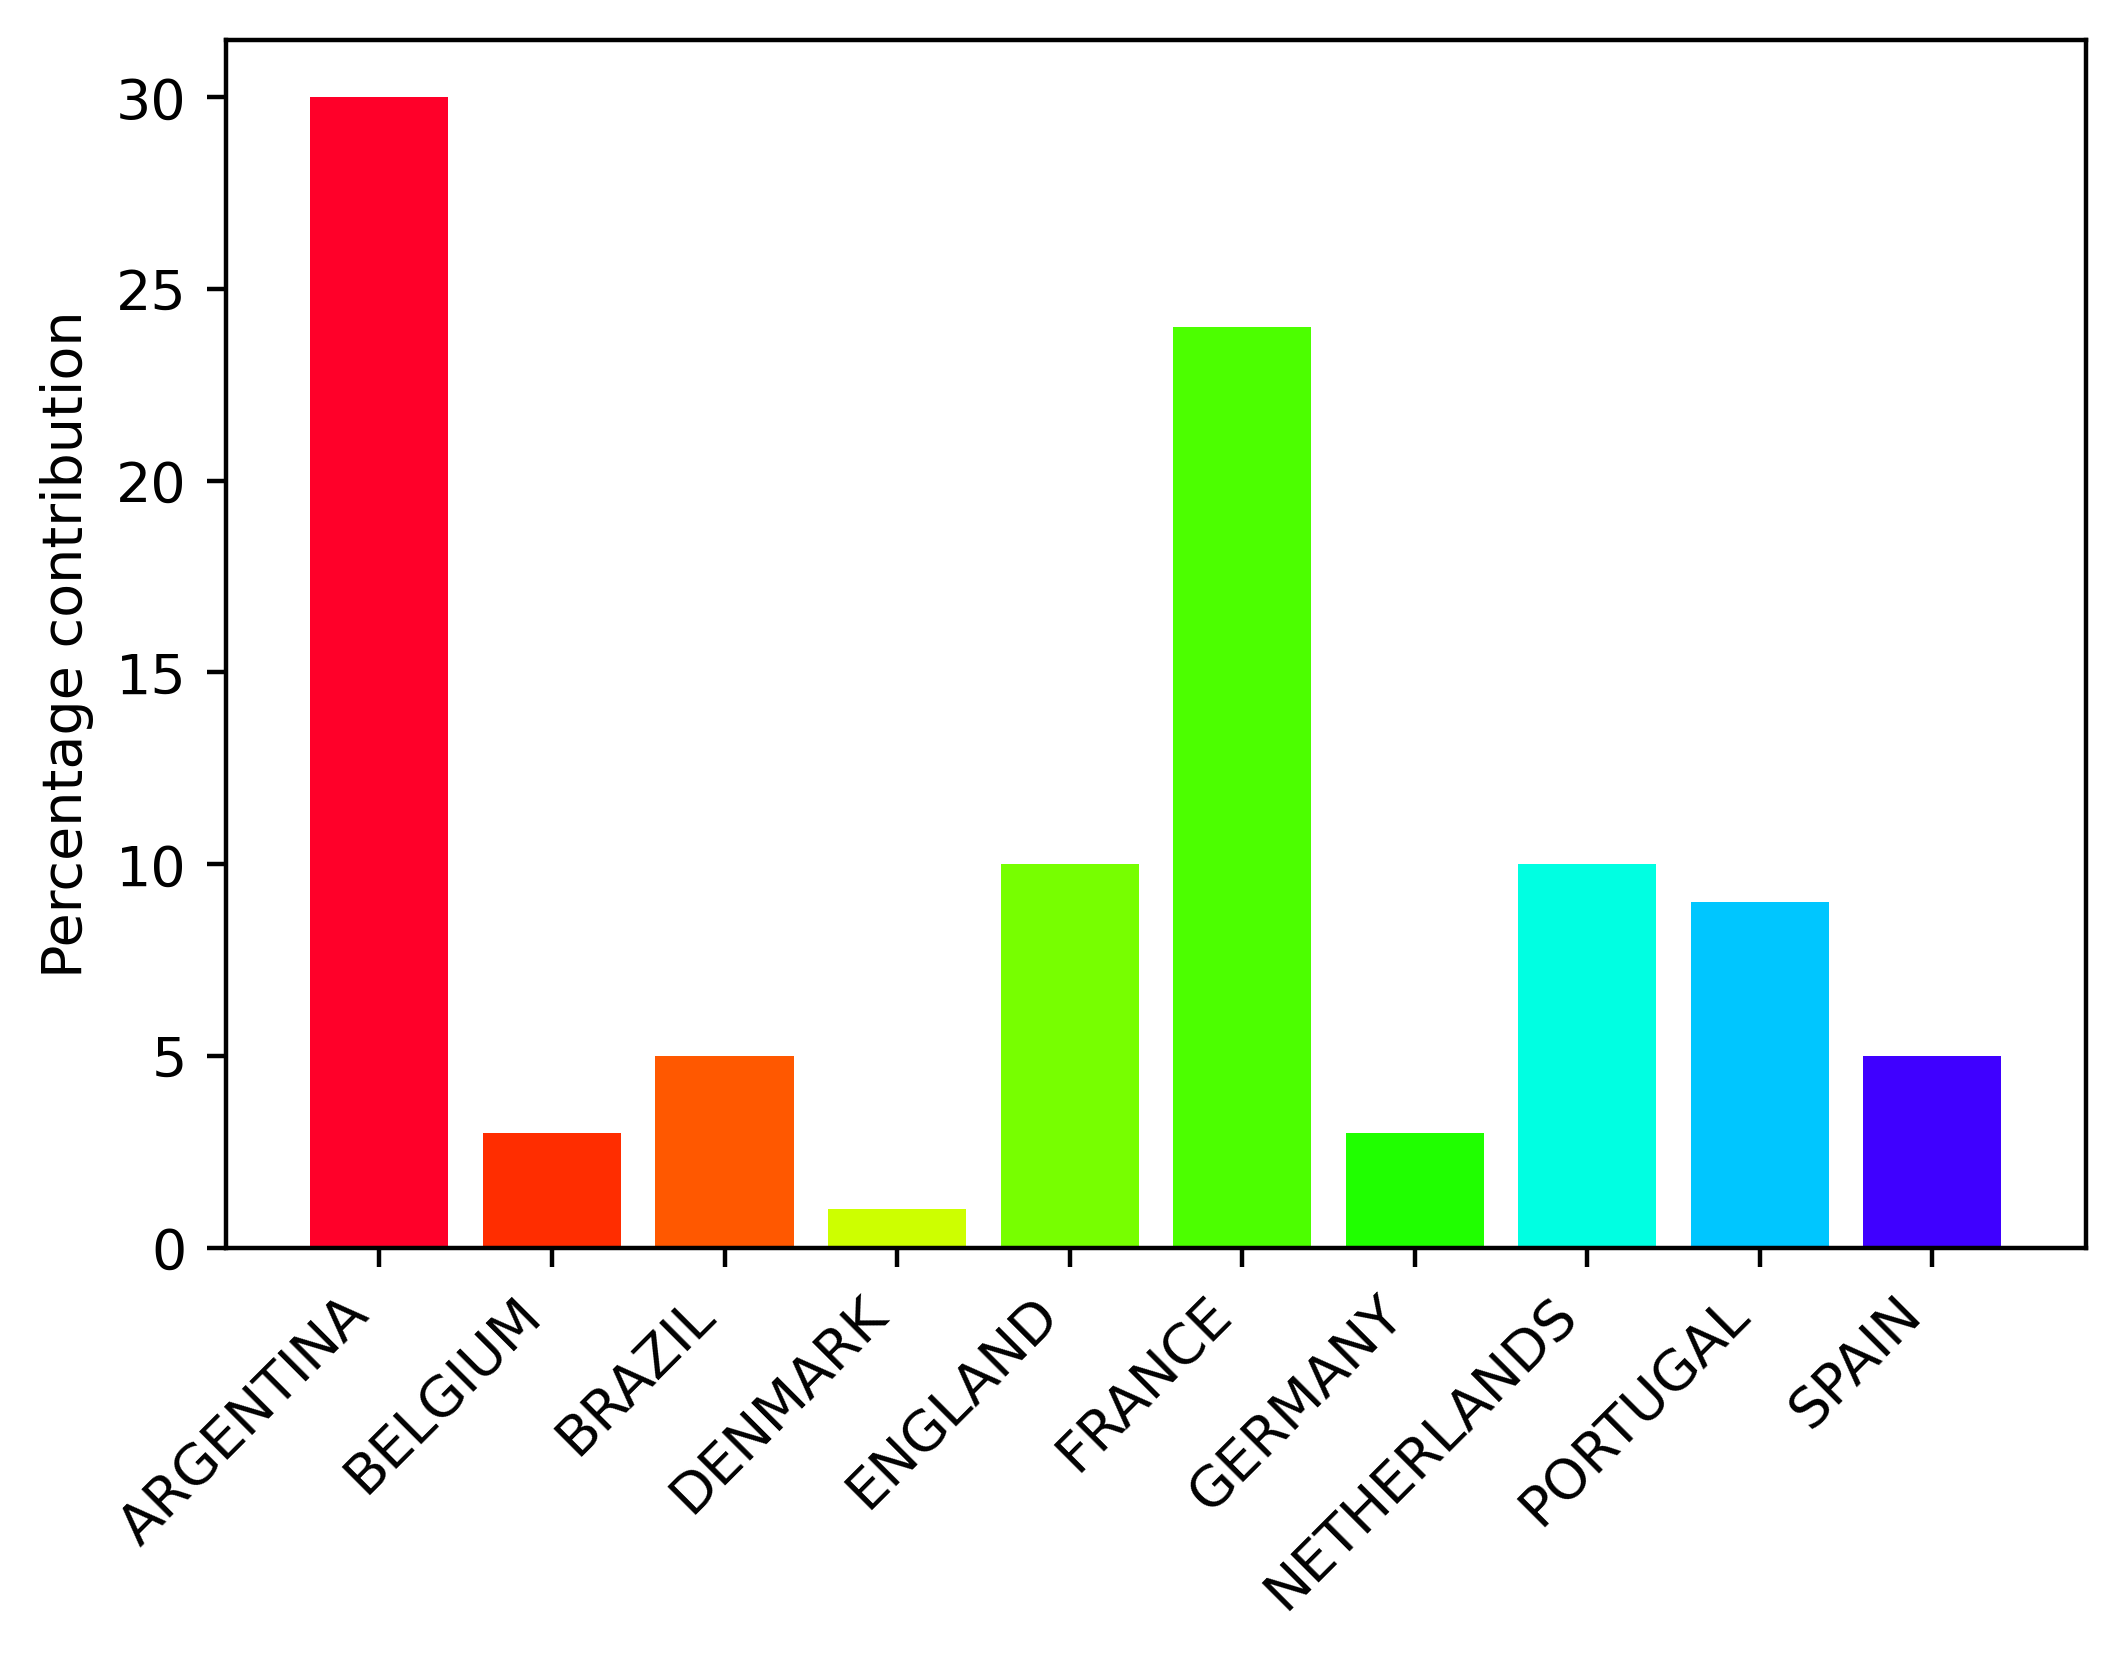 Percentage contribution
30
25
20
15
10
5
0
ARGENTINA
BELGIUM
BRAZIL
DENMARK
ENGLAND
FRANCE
GERMANY
NETHERLANDS
PORTUGAL
SPAIN